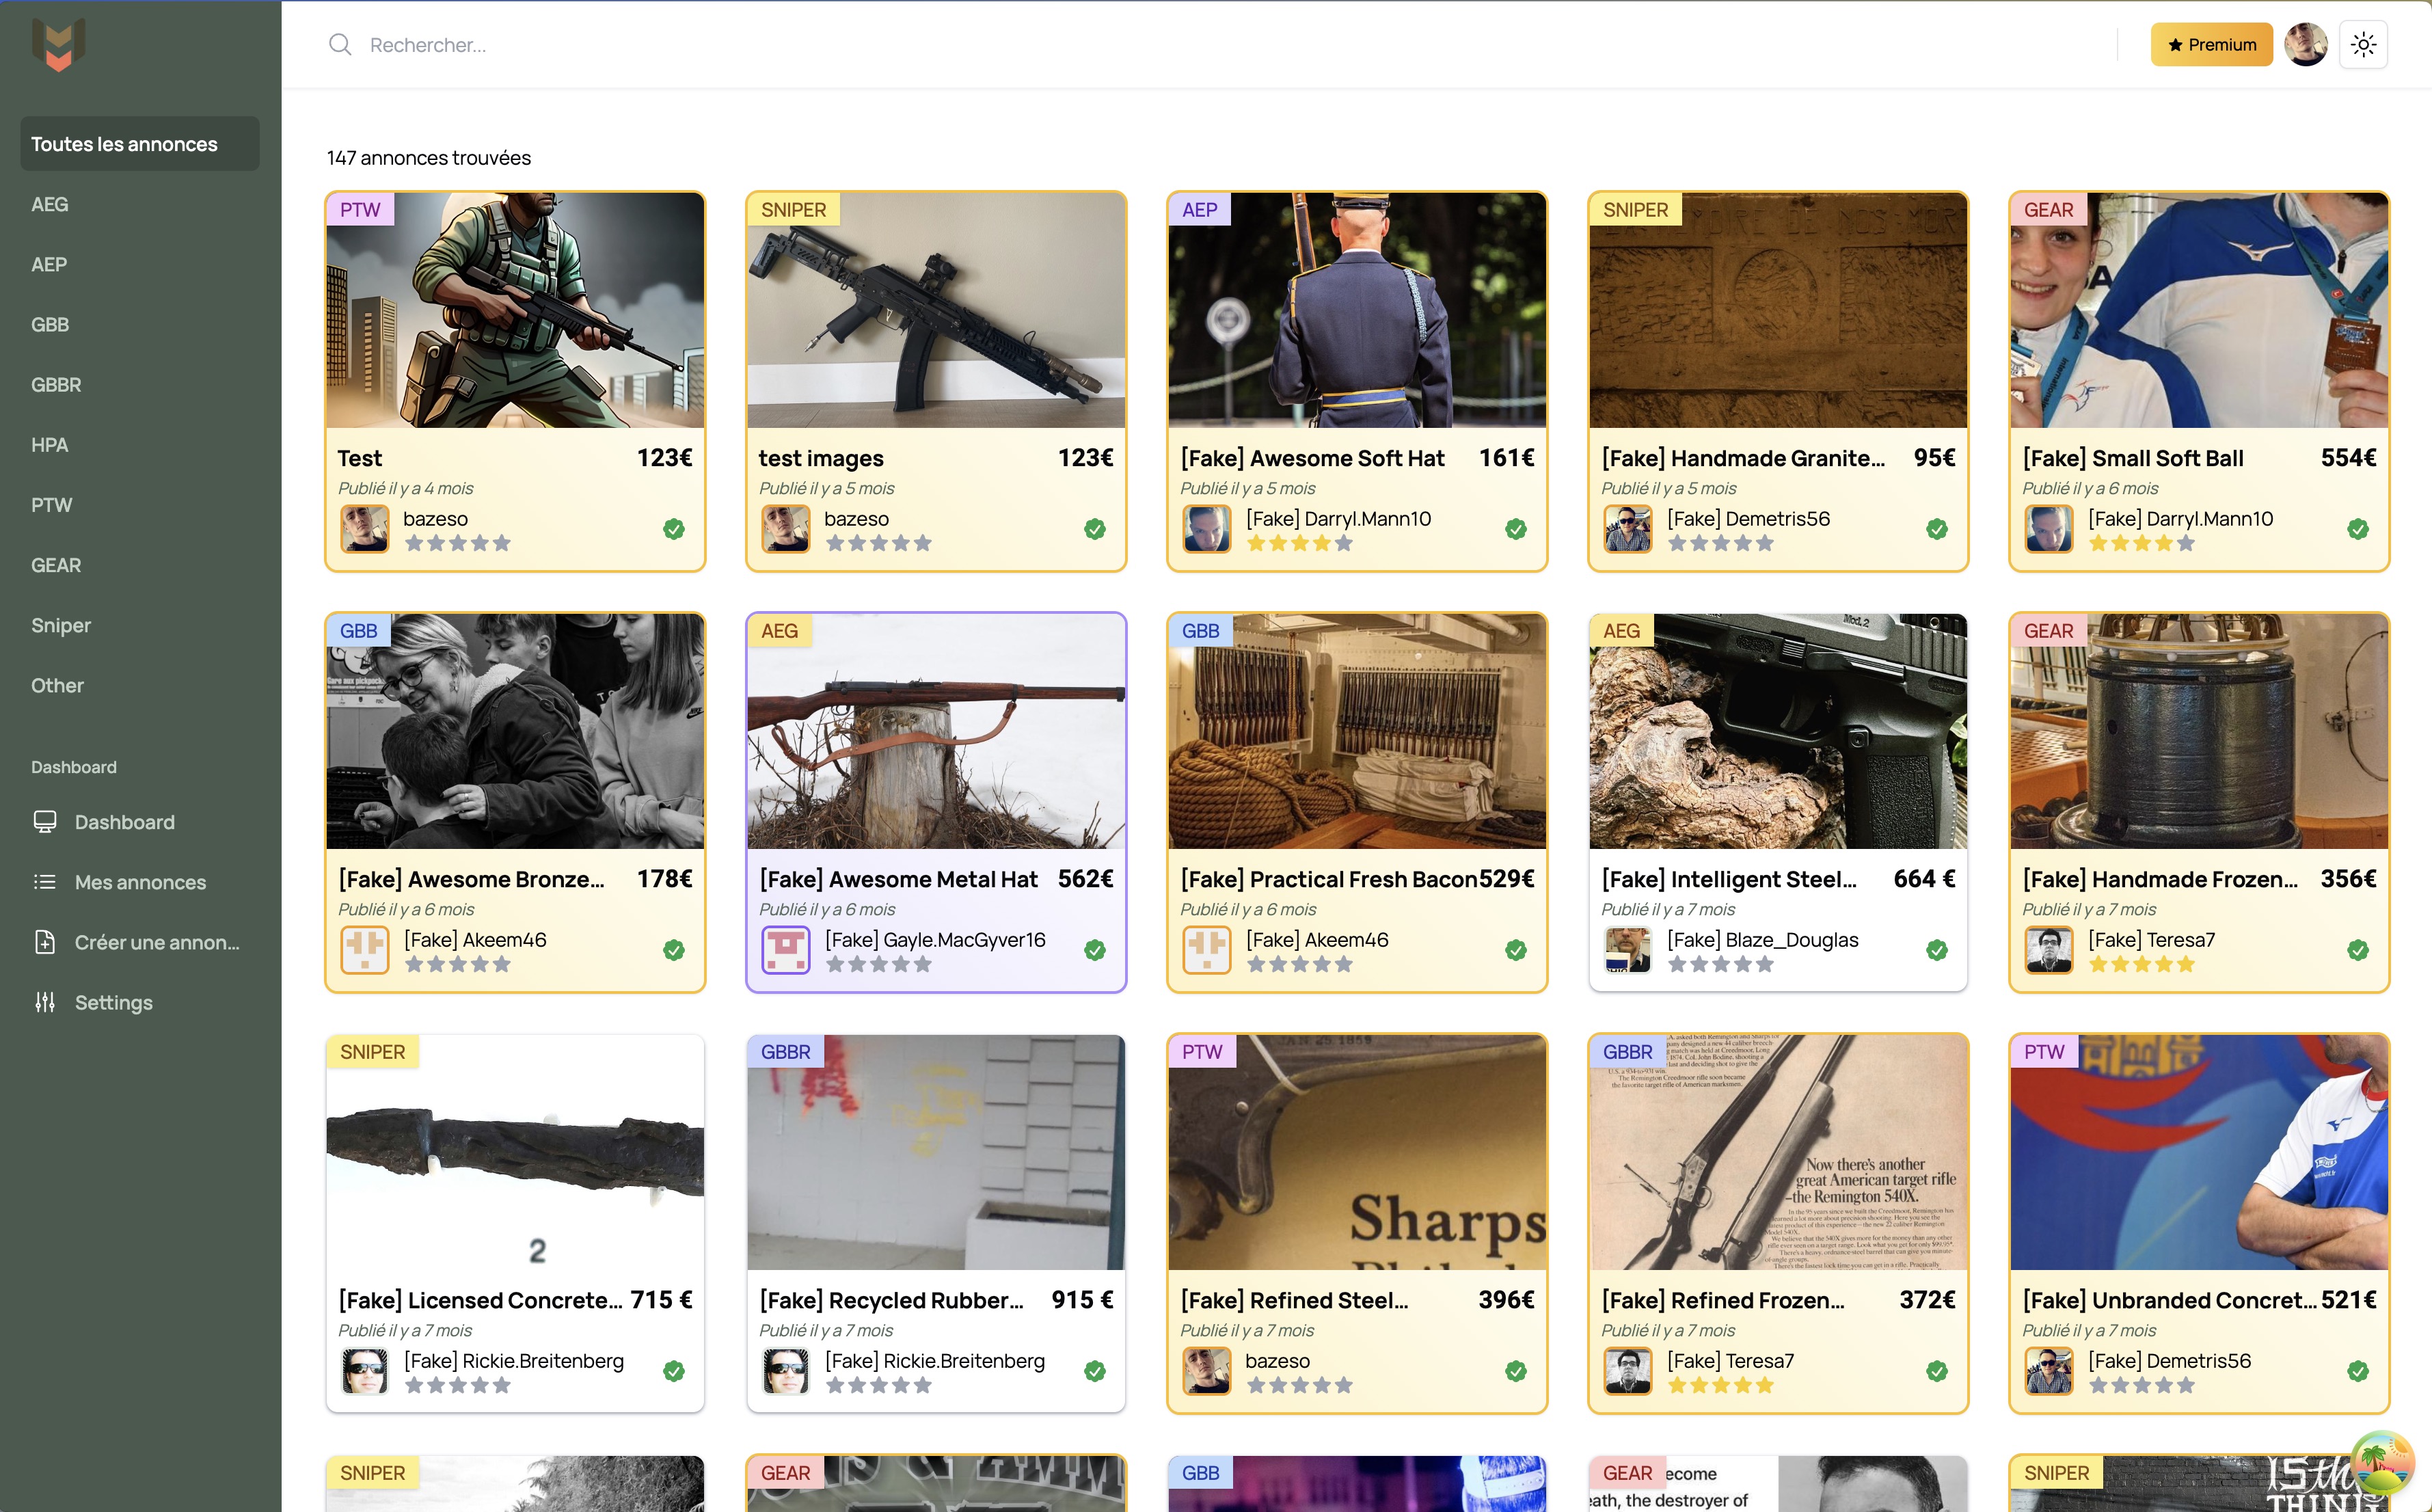 Rechercher...
Premium
Toutes les annonces
AEG
AEP
GBB
GBBR
HPA
PTW
GEAR
Sniper
Other
Dashboard
Dashboard
Mes annonces
Créer une annon...
Settings
147 annonces trouvées
PTW
Test 123€
Publié il y a 4 mois
bazeso
SNIPER
test images 123€
Publié il y a 5 mois
bazeso
AEP
[Fake] Awesome Soft Hat 161€
Publié il y a 5 mois
[Fake] Darryl.Mann10
SNIPER
[Fake] Handmade Granite... 95€
Publié il y a 5 mois
[Fake] Demetris56
GEAR
[Fake] Small Soft Ball 554€
Publié il y a 6 mois
[Fake] Darryl.Mann10
GBB
[Fake] Awesome Bronze... 178€
Publié il y a 6 mois
[Fake] Akeem46
AEG
[Fake] Awesome Metal Hat 562€
Publié il y a 6 mois
[Fake] Gayle.MacGyver16
GBB
[Fake] Practical Fresh Bacon 529€
Publié il y a 6 mois
[Fake] Akeem46
AEG
Mod.2
[Fake] Intelligent Steel... 664 €
Publié il y a 7 mois
[Fake] Blaze_Douglas
GEAR
[Fake] Handmade Frozen... 356€
Publié il y a 7 mois
[Fake] Teresa7
SNIPER
2
[Fake] Licensed Concrete... 715 €
Publié il y a 7 mois
[Fake] Rickie.Breitenberg
GBBR
[Fake] Recycled Rubber... 915 €
Publié il y a 7 mois
[Fake] Rickie.Breitenberg
PTW
JAN.25.1859
Sharps
[Fake] Refined Steel... 396€
Publié il y a 7 mois
bazeso
GBBR
Now there's another
great American target rifle
–the Remington 540X.
[Fake] Refined Frozen... 372€
Publié il y a 7 mois
[Fake] Teresa7
PTW
[Fake] Unbranded Concret... 521€
Publié il y a 7 mois
[Fake] Demetris56
SNIPER
GEAR
GBB
GEAR
ecome
eath, the destroyer of
SNIPER
15th
THINK